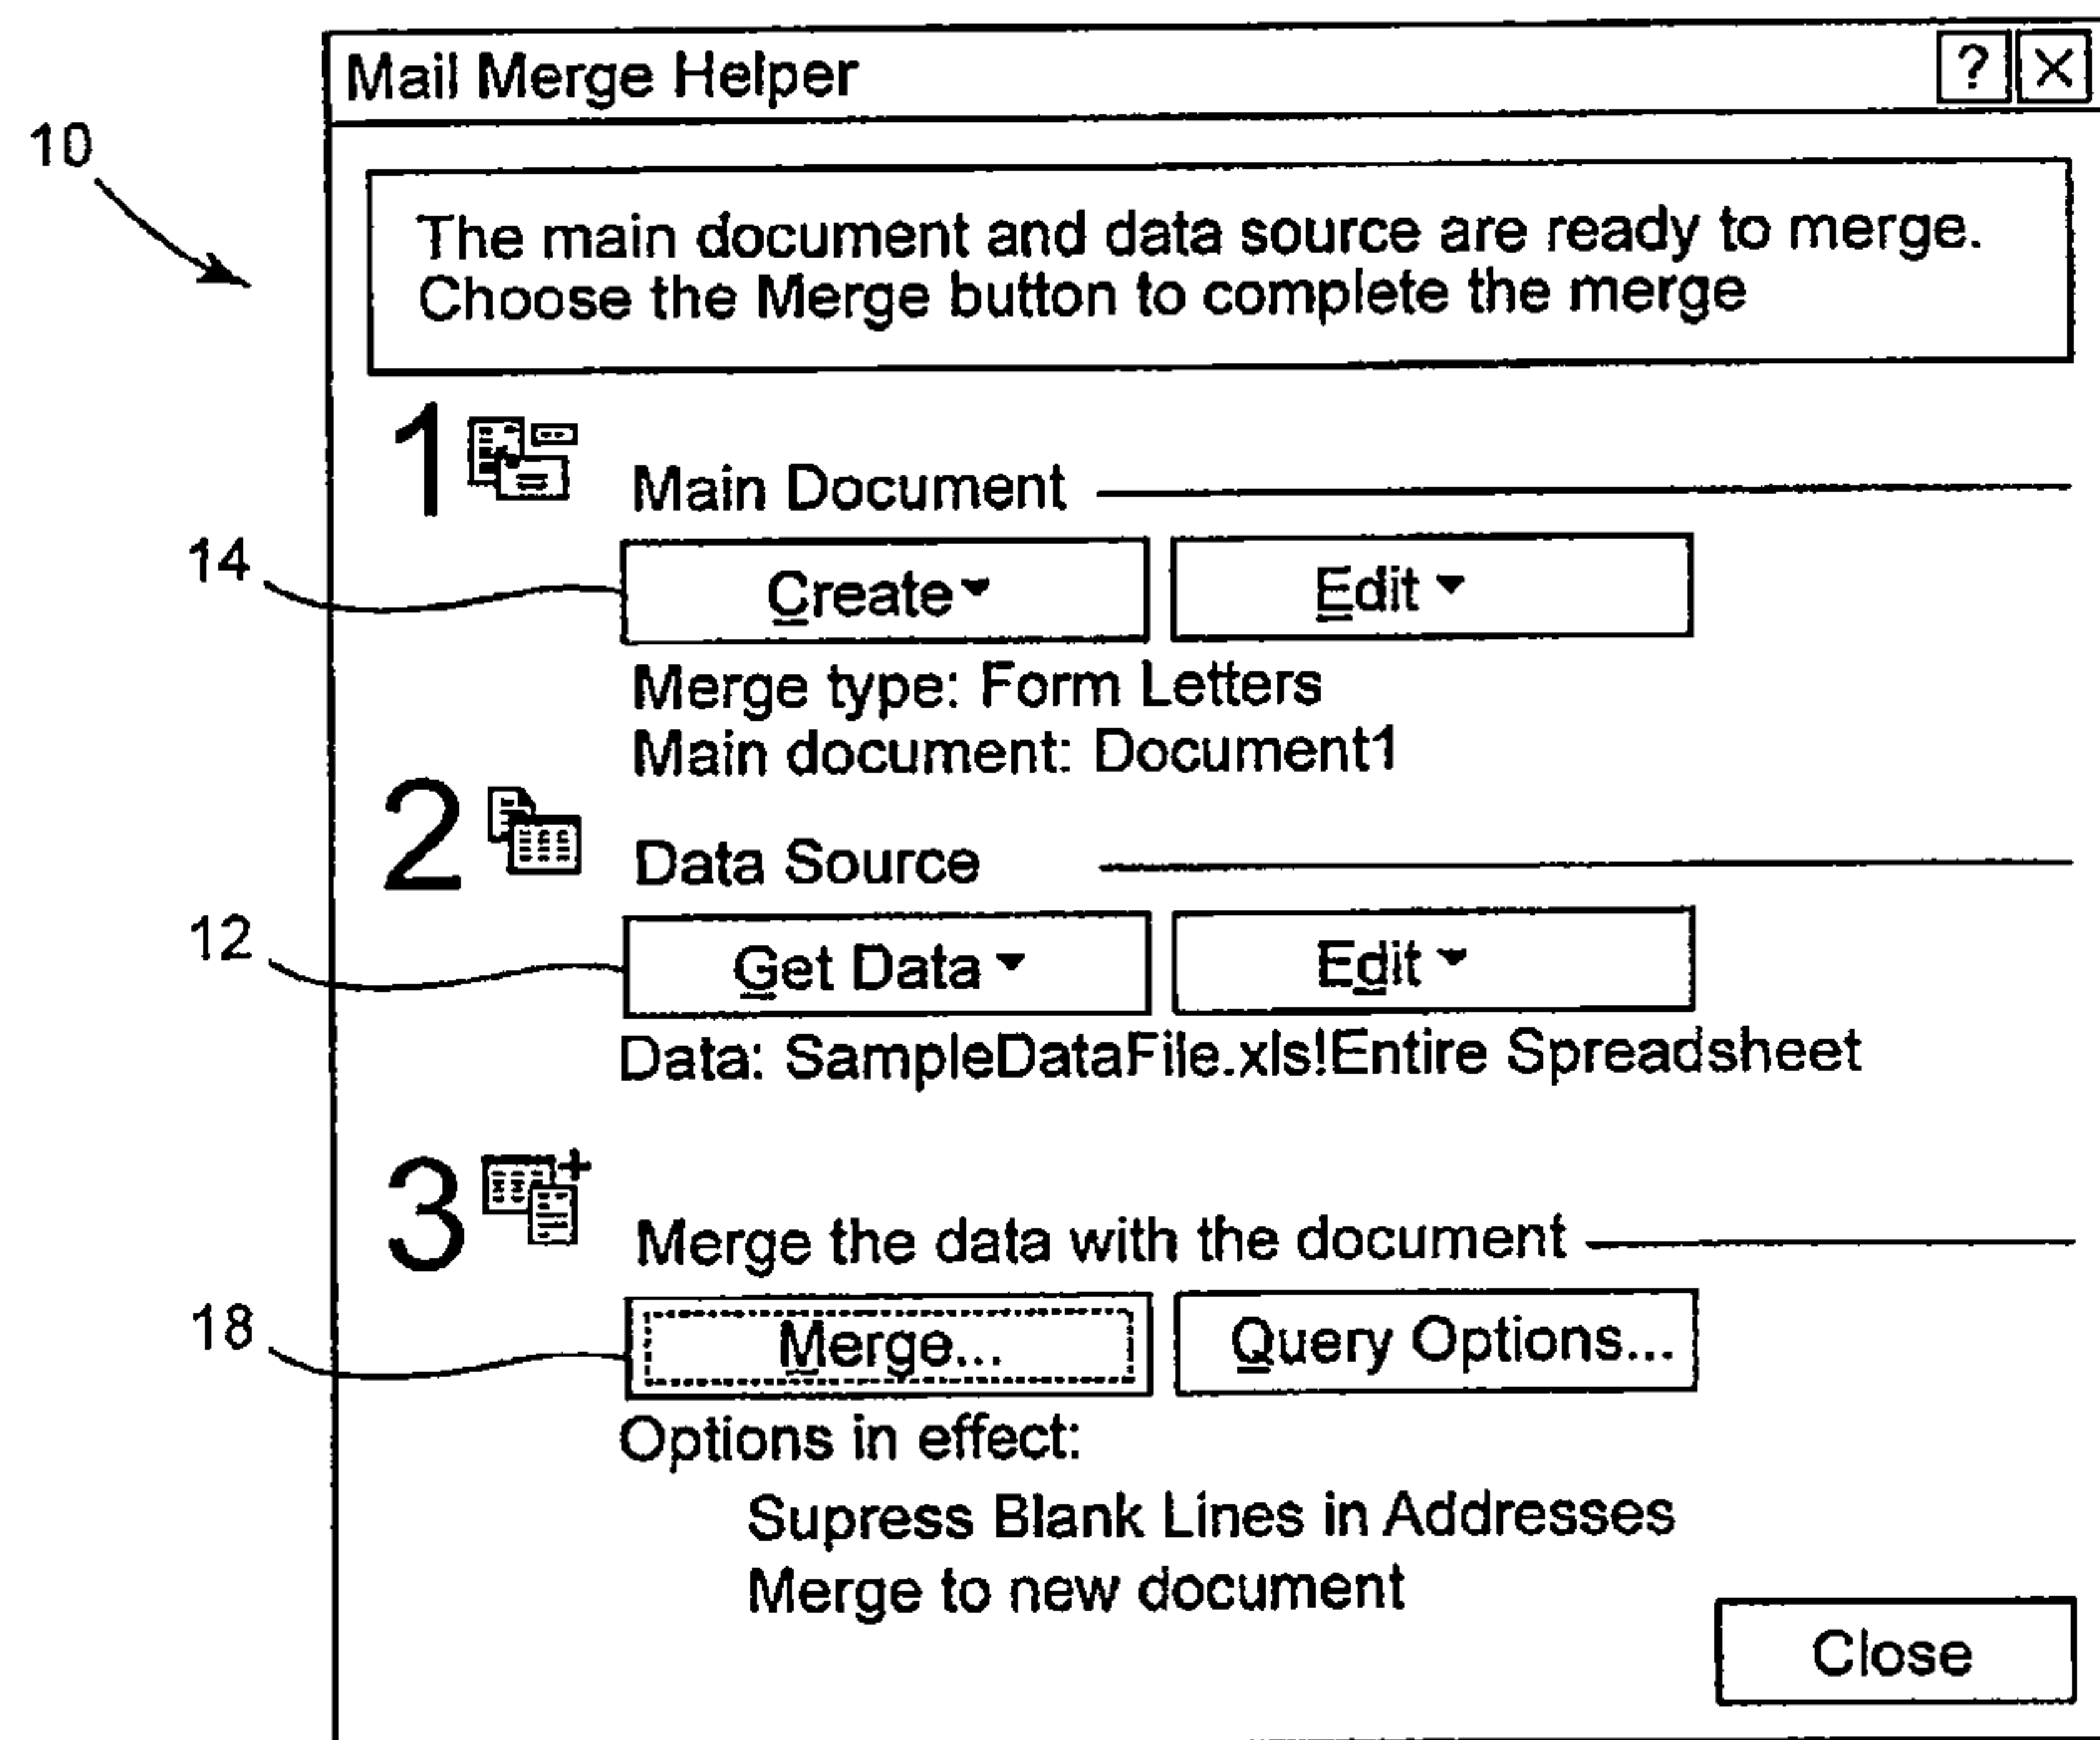 Mail Merge Helper ? X
10
The main document and data source are ready to merge.
Choose the Merge button to complete the merge
1 Main Document
14 Create Edit
Merge type: Form Letters
Main document: Document1
2 Data Source
12 Get Data Edit
Data: SampleDataFile.xls!Entire Spreadsheet
3 Merge the data with the document
18 Merge... Query Options...
Options in effect:
Supress Blank Lines in Addresses
Merge to new document
Close